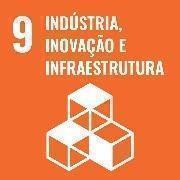 9 INDÚSTRIA,
INOVAÇÃO E
INFRAESTRUTURA